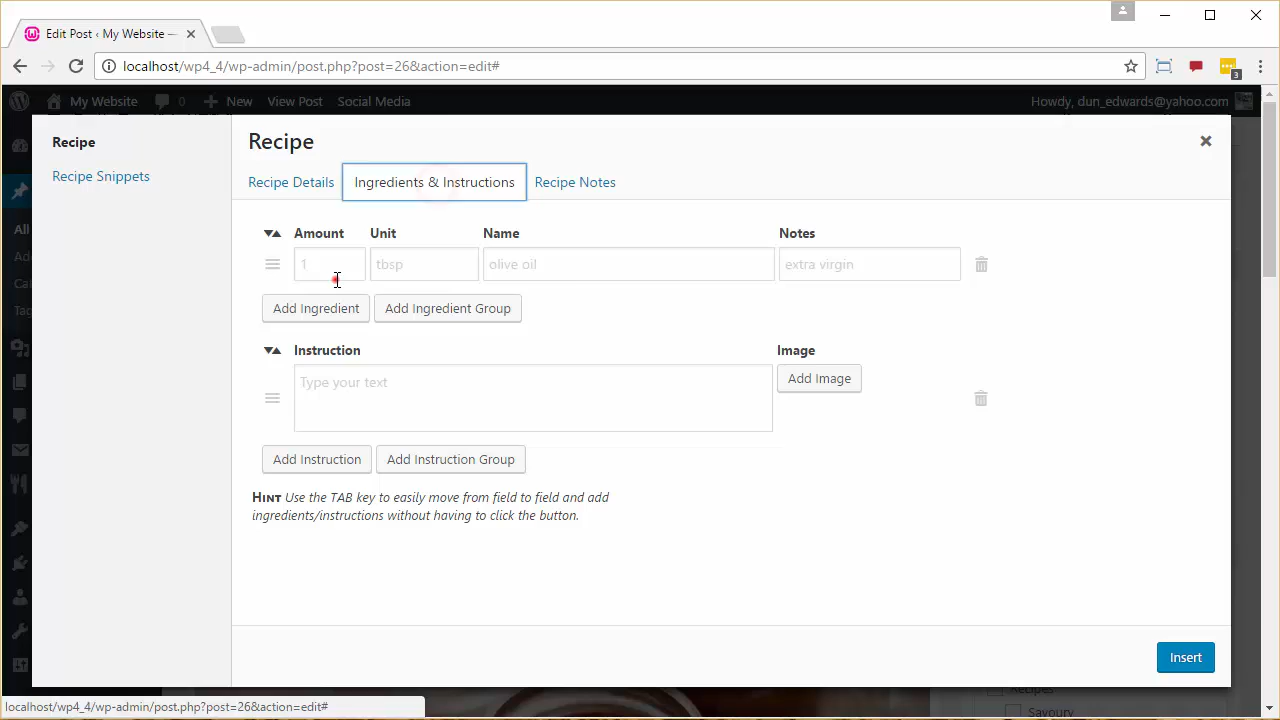 Edit Post ‹ My Website —
localhost/wp4_4/wp-admin/post.php?post=26&action=edit#
3
My Website 0 New View Post Social Media Howdy, dun_edwards@yahoo.com
Recipe
Recipe Snippets
Recipe
Recipe Details Ingredients & Instructions Recipe Notes
Amount Unit Name Notes
1 tbsp olive oil extra virgin
Add Ingredient Add Ingredient Group
Instruction Image
Type your text Add Image
Add Instruction Add Instruction Group
HINT Use the TAB key to easily move from field to field and add
ingredients/instructions without having to click the button.
Insert
All
Recipes
Savoury
localhost/wp4_4/wp-admin/post.php?post=26&action=edit#